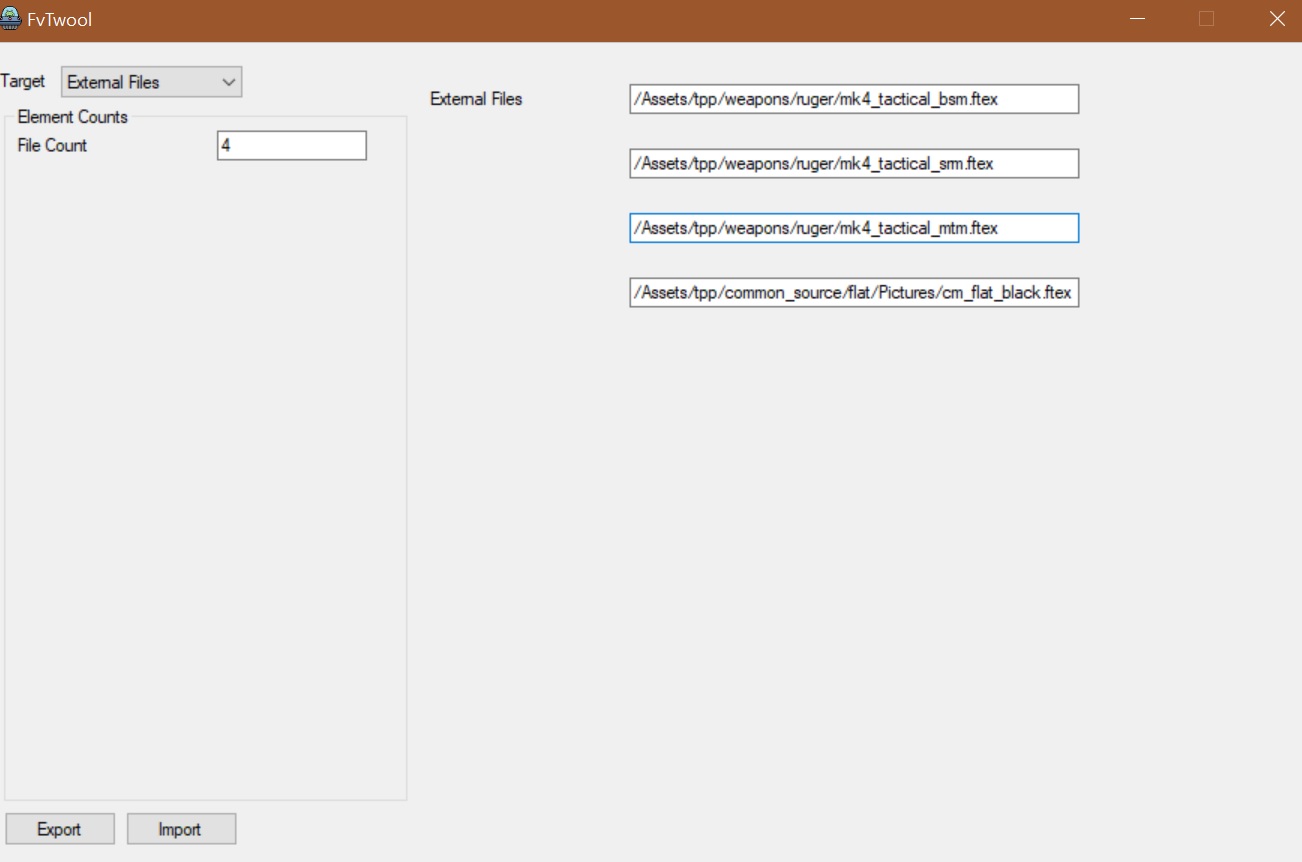 FvTwool
Target External Files
Element Counts
File Count 4
External Files
/Assets/tpp/weapons/ruger/mk4_tactical_bsm.ftex
/Assets/tpp/weapons/ruger/mk4_tactical_srm.ftex
/Assets/tpp/weapons/ruger/mk4_tactical_mtm.ftex
/Assets/tpp/common_source/flat/Pictures/cm_flat_black.ftex
Export Import